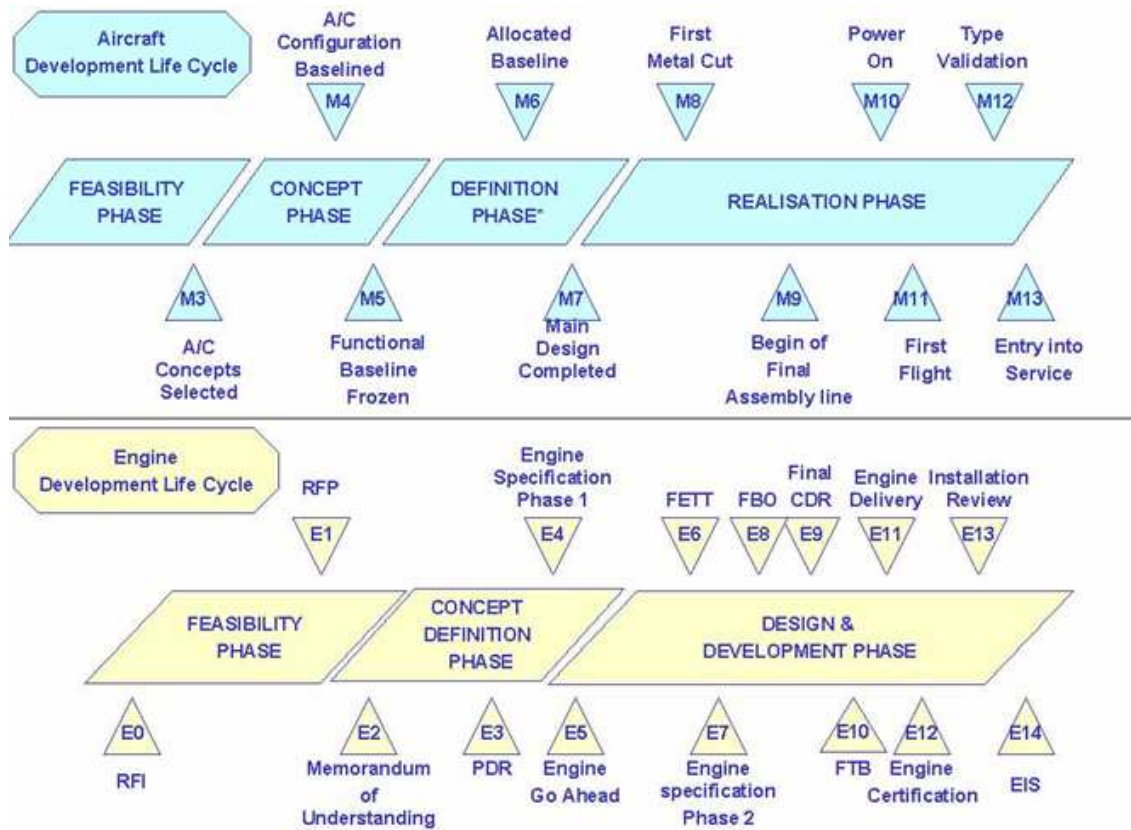 Aircraft
Development Life Cycle
A/C
Configuration
Baselined
Allocated
Baseline
First
Metal Cut
Power
On
Type
Validation
M4
M6
M8
M10
M12
FEASIBILITY
PHASE
CONCEPT
PHASE
DEFINITION
PHASE*
REALISATION PHASE
M3
M5
M7
M9
M11
M13
A/C
Concepts
Selected
Functional
Baseline
Frozen
Main
Design
Completed
Begin of
Final
Assembly line
First
Flight
Entry into
Service
Engine
Development Life Cycle
RFP
Engine
Specification
Phase 1
FETT
FBO
Final
CDR
Engine
Delivery
Installation
Review
E1
E4
E6
E8
E9
E11
E13
FEASIBILITY
PHASE
CONCEPT
DEFINITION
PHASE
DESIGN &
DEVELOPMENT PHASE
E0
E2
E3
E5
E7
E10
E12
E14
RFI
Memorandum
of
Understanding
PDR
Engine
Go Ahead
Engine
specification
Phase 2
FTB
Engine
Certification
EIS